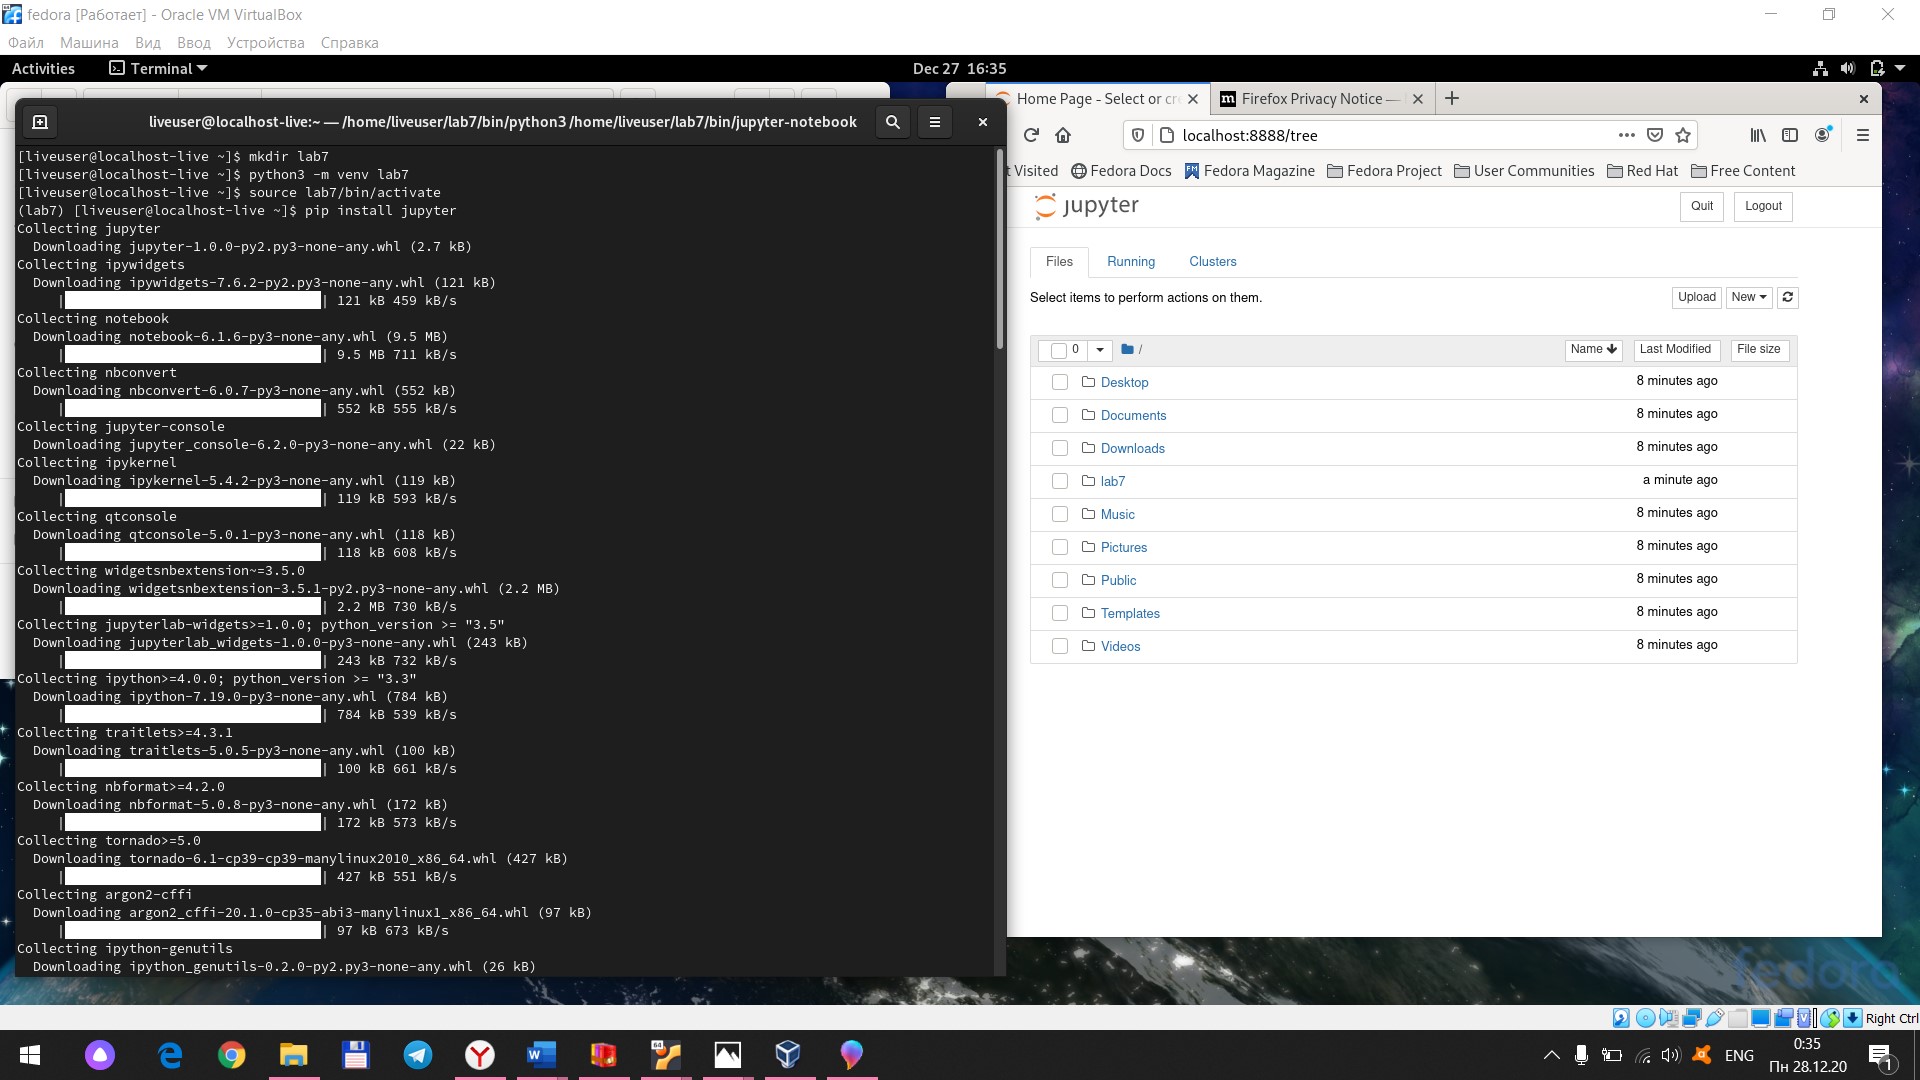 fedora [Работает] - Oracle VM VirtualBox
Файл Машина Вид Ввод Устройства Справка
Activities Terminal Dec 27 16:35
liveuser@localhost-live:~ — /home/liveuser/lab7/bin/python3 /home/liveuser/lab7/bin/jupyter-notebook
[liveuser@localhost-live ~]$ mkdir lab7
[liveuser@localhost-live ~]$ python3 -m venv lab7
[liveuser@localhost-live ~]$ source lab7/bin/activate
(lab7) [liveuser@localhost-live ~]$ pip install jupyter
Collecting jupyter
Downloading jupyter-1.0.0-py2.py3-none-any.whl (2.7 kB)
Collecting ipywidgets
Downloading ipywidgets-7.6.2-py2.py3-none-any.whl (121 kB)
| | 121 kB 459 kB/s
Collecting notebook
Downloading notebook-6.1.6-py3-none-any.whl (9.5 MB)
| | 9.5 MB 711 kB/s
Collecting nbconvert
Downloading nbconvert-6.0.7-py3-none-any.whl (552 kB)
| | 552 kB 555 kB/s
Collecting jupyter-console
Downloading jupyter_console-6.2.0-py3-none-any.whl (22 kB)
Collecting ipykernel
Downloading ipykernel-5.4.2-py3-none-any.whl (119 kB)
| | 119 kB 593 kB/s
Collecting qtconsole
Downloading qtconsole-5.0.1-py3-none-any.whl (118 kB)
| | 118 kB 608 kB/s
Collecting widgetsnbextension~=3.5.0
Downloading widgetsnbextension-3.5.1-py2.py3-none-any.whl (2.2 MB)
| | 2.2 MB 730 kB/s
Collecting jupyterlab-widgets>=1.0.0; python_version >= "3.5"
Downloading jupyterlab_widgets-1.0.0-py3-none-any.whl (243 kB)
| | 243 kB 732 kB/s
Collecting ipython>=4.0.0; python_version >= "3.3"
Downloading ipython-7.19.0-py3-none-any.whl (784 kB)
| | 784 kB 539 kB/s
Collecting traitlets>=4.3.1
Downloading traitlets-5.0.5-py3-none-any.whl (100 kB)
| | 100 kB 661 kB/s
Collecting nbformat>=4.2.0
Downloading nbformat-5.0.8-py3-none-any.whl (172 kB)
| | 172 kB 573 kB/s
Collecting tornado>=5.0
Downloading tornado-6.1-cp39-cp39-manylinux2010_x86_64.whl (427 kB)
| | 427 kB 551 kB/s
Collecting argon2-cffi
Downloading argon2_cffi-20.1.0-cp35-abi3-manylinux1_x86_64.whl (97 kB)
| | 97 kB 673 kB/s
Collecting ipython-genutils
Downloading ipython_genutils-0.2.0-py2.py3-none-any.whl (26 kB)
Home Page - Select or cre Firefox Privacy Notice —
localhost:8888/tree
t Visited Fedora Docs Fedora Magazine Fedora Project User Communities Red Hat Free Content
jupyter Quit Logout
Files Running Clusters
Select items to perform actions on them. Upload New
0 / Name Last Modified File size
Desktop 8 minutes ago
Documents 8 minutes ago
Downloads 8 minutes ago
lab7 a minute ago
Music 8 minutes ago
Pictures 8 minutes ago
Public 8 minutes ago
Templates 8 minutes ago
Videos 8 minutes ago
fedora
Right Ctrl
ENG 0:35
Пн 28.12.20
1